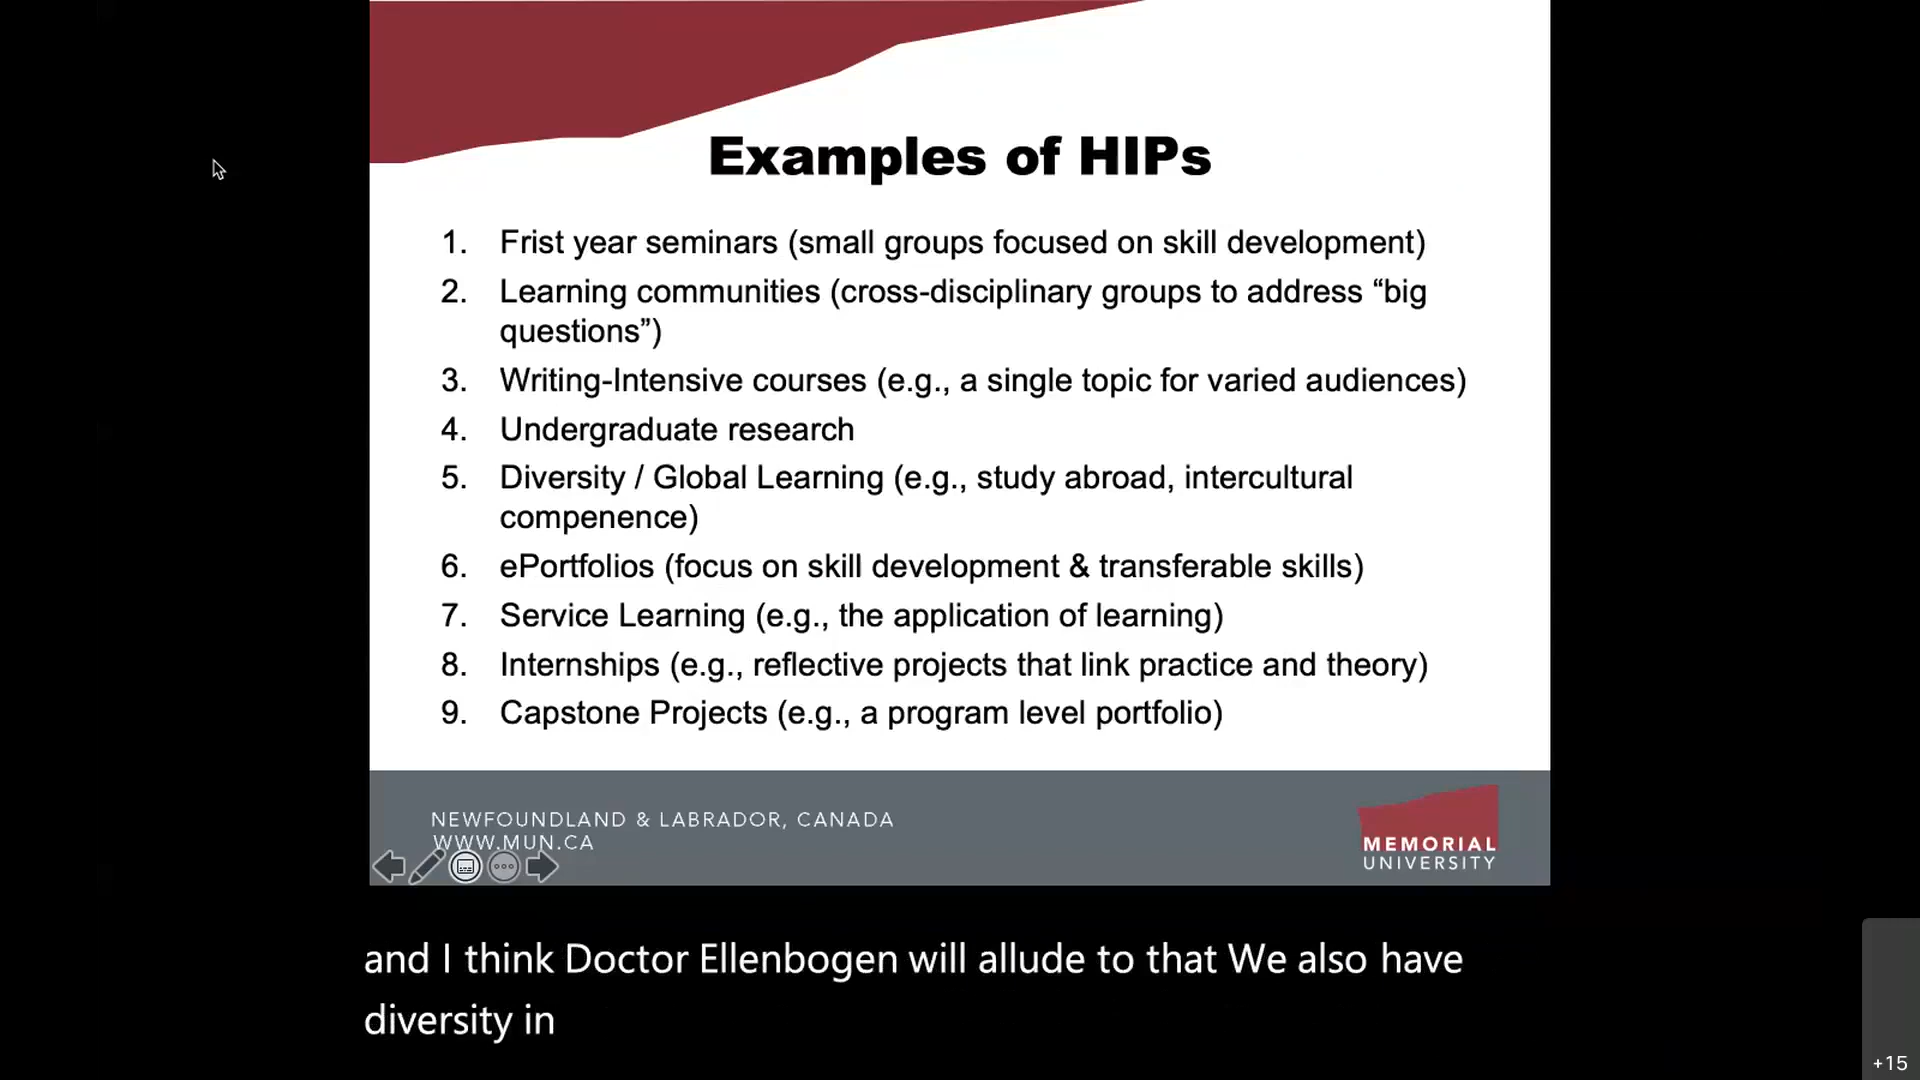 Examples of HIPs
1. Frist year seminars (small groups focused on skill development)
2. Learning communities (cross-disciplinary groups to address “big
questions”)
3. Writing-Intensive courses (e.g., a single topic for varied audiences)
4. Undergraduate research
5. Diversity / Global Learning (e.g., study abroad, intercultural
compenence)
6. ePortfolios (focus on skill development & transferable skills)
7. Service Learning (e.g., the application of learning)
8. Internships (e.g., reflective projects that link practice and theory)
9. Capstone Projects (e.g., a program level portfolio)
NEWFOUNDLAND & LABRADOR, CANADA
WWW.MUN.CA
MEMORIAL
UNIVERSITY
and I think Doctor Ellenbogen will allude to that We also have
diversity in
+15